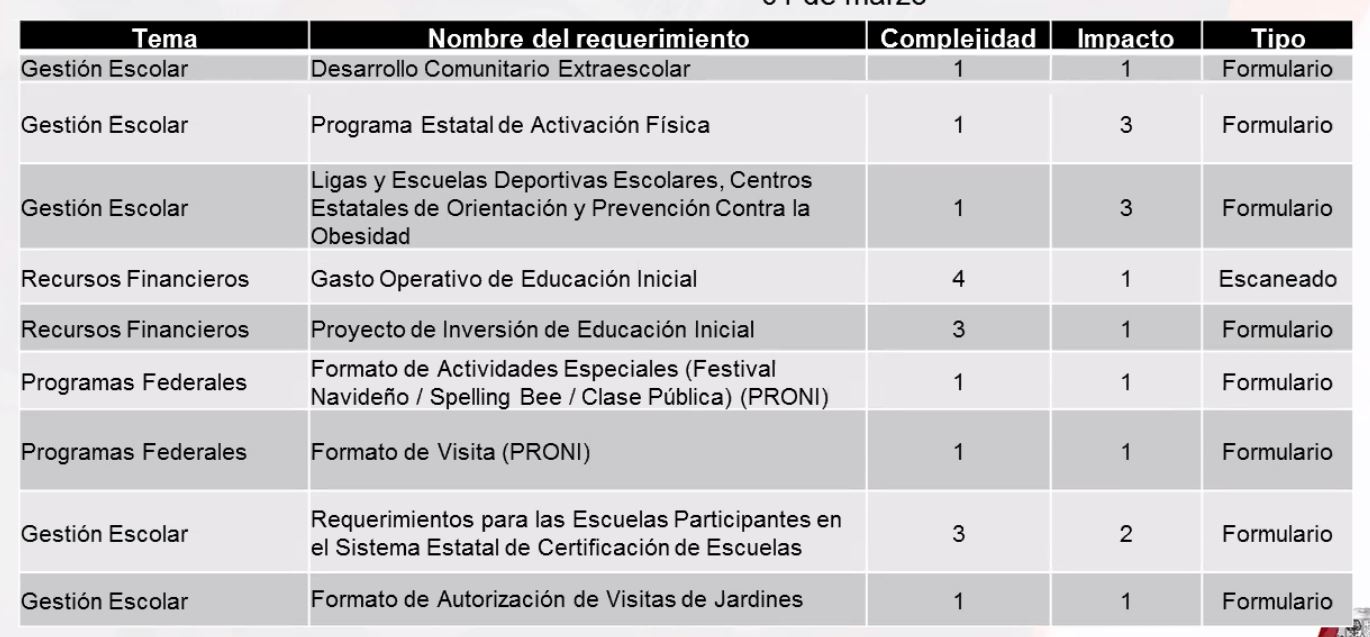 de marzo
Tema Nombre del requerimiento Complejidad Impacto Tipo
Gestión Escolar Desarrollo Comunitario Extraescolar 1 1 Formulario
Gestión Escolar Programa Estatal de Activación Física 1 3 Formulario
Ligas y Escuelas Deportivas Escolares, Centros
Gestión Escolar Estatales de Orientación y Prevención Contra la 1 3 Formulario
Obesidad
Recursos Financieros Gasto Operativo de Educación Inicial 4 1 Escaneado
Recursos Financieros Proyecto de Inversión de Educación Inicial 3 1 Formulario
Formato de Actividades Especiales (Festival
Programas Federales Navideño / Spelling Bee / Clase Pública) (PRONI) 1 1 Formulario
Programas Federales Formato de Visita (PRONI) 1 1 Formulario
Requerimientos para las Escuelas Participantes en
Gestión Escolar el Sistema Estatal de Certificación de Escuelas 3 2 Formulario
Gestión Escolar Formato de Autorización de Visitas de Jardines 1 1 Formulario